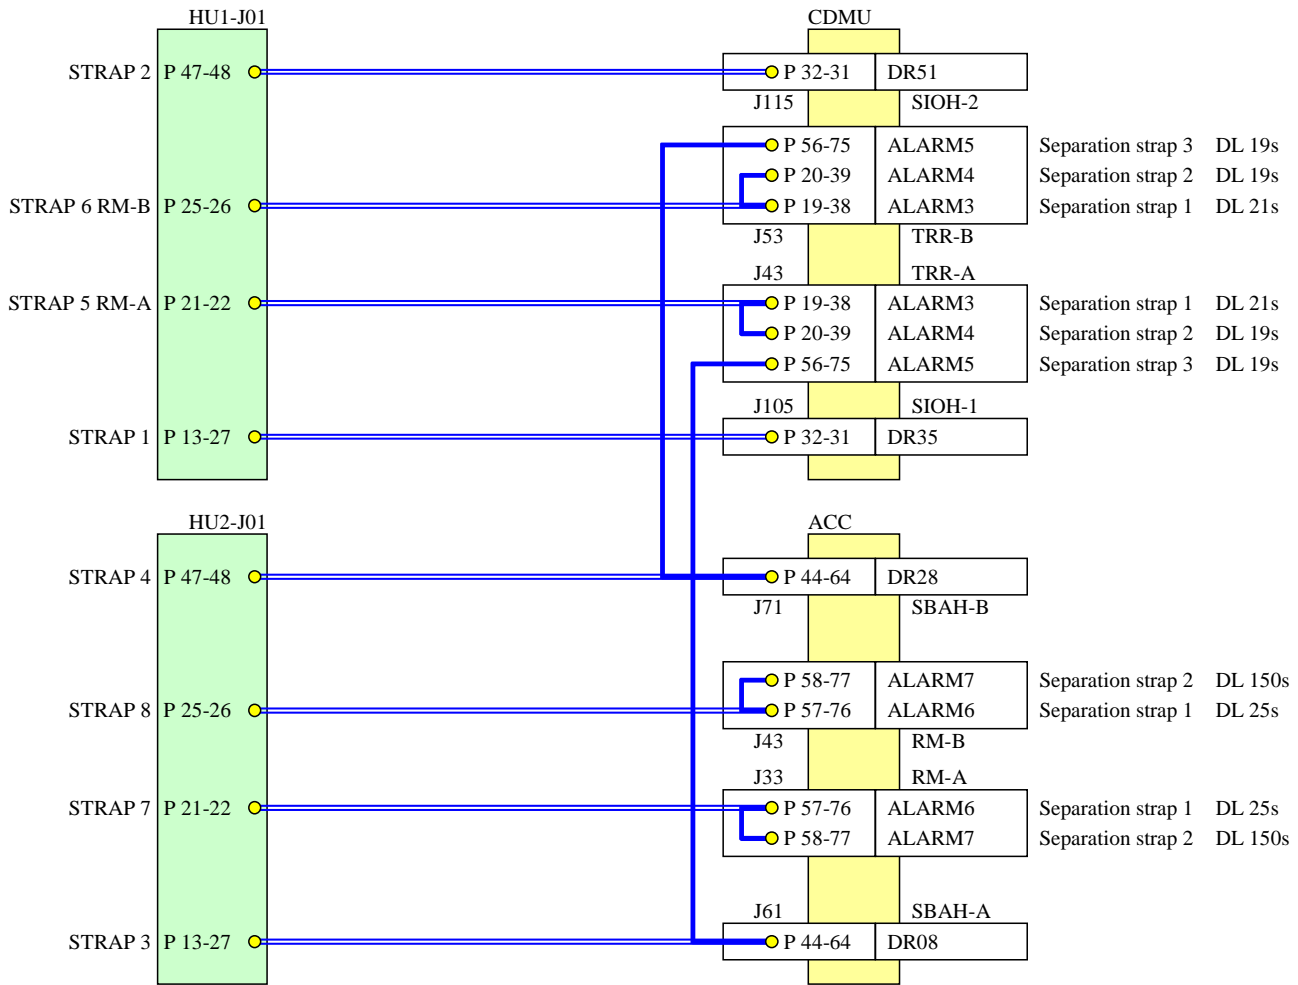 HU1-J01 CDMU
STRAP 2 P 47-48 P 32-31 DR51
J115 SIOH-2
P 56-75 ALARM5 Separation strap 3 DL 19s
P 20-39 ALARM4 Separation strap 2 DL 19s
STRAP 6 RM-B P 25-26 P 19-38 ALARM3 Separation strap 1 DL 21s
J53 TRR-B
J43 TRR-A
STRAP 5 RM-A P 21-22 P 19-38 ALARM3 Separation strap 1 DL 21s
P 20-39 ALARM4 Separation strap 2 DL 19s
P 56-75 ALARM5 Separation strap 3 DL 19s
J105 SIOH-1
STRAP 1 P 13-27 P 32-31 DR35
HU2-J01 ACC
STRAP 4 P 47-48 P 44-64 DR28
J71 SBAH-B
P 58-77 ALARM7 Separation strap 2 DL 150s
STRAP 8 P 25-26 P 57-76 ALARM6 Separation strap 1 DL 25s
J43 RM-B
J33 RM-A
STRAP 7 P 21-22 P 57-76 ALARM6 Separation strap 1 DL 25s
P 58-77 ALARM7 Separation strap 2 DL 150s
J61 SBAH-A
STRAP 3 P 13-27 P 44-64 DR08